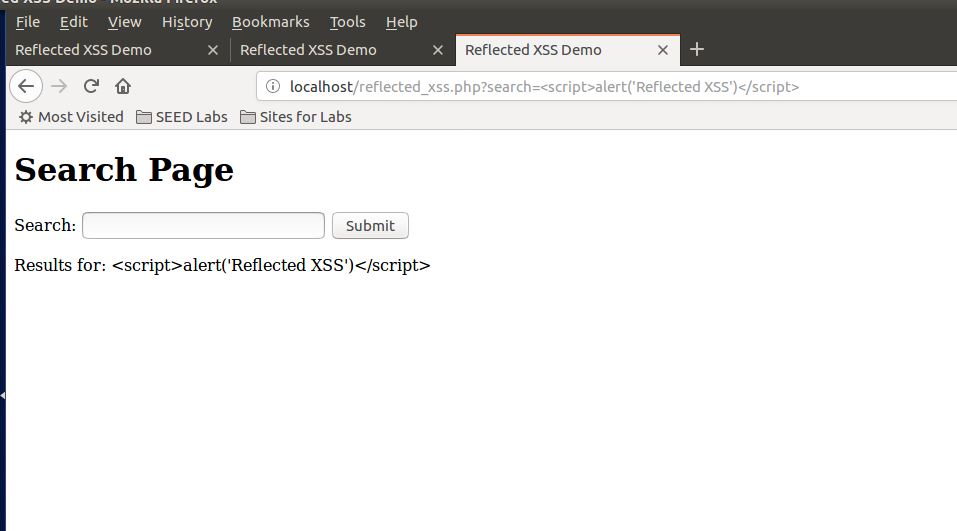 ed XSS Demo - Mozilla Firefox
File Edit View History Bookmarks Tools Help
Reflected XSS Demo Reflected XSS Demo Reflected XSS Demo
localhost/reflected_xss.php?search=<script>alert('Reflected XSS')</script>
Most Visited SEED Labs Sites for Labs
Search Page
Search: Submit
Results for: <script>alert('Reflected XSS')</script>